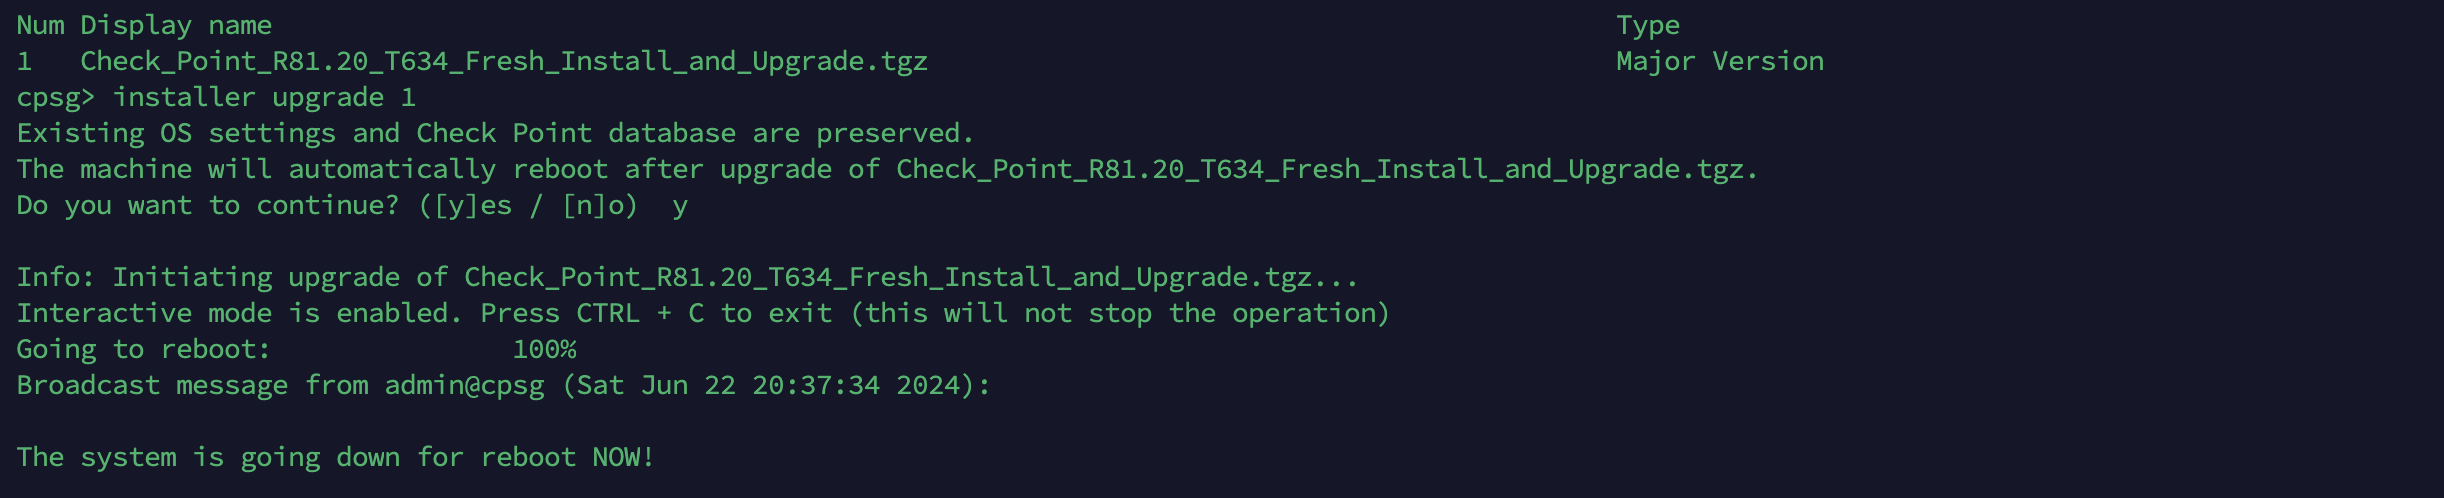 Num Display name                                                                                    Type
1   Check_Point_R81.20_T634_Fresh_Install_and_Upgrade.tgz                                           Major Version
cpsg> installer upgrade 1
Existing OS settings and Check Point database are preserved.
The machine will automatically reboot after upgrade of Check_Point_R81.20_T634_Fresh_Install_and_Upgrade.tgz.
Do you want to continue? ([y]es / [n]o)  y

Info: Initiating upgrade of Check_Point_R81.20_T634_Fresh_Install_and_Upgrade.tgz...
Interactive mode is enabled. Press CTRL + C to exit (this will not stop the operation)
Going to reboot:               100%
Broadcast message from admin@cpsg (Sat Jun 22 20:37:34 2024):

The system is going down for reboot NOW!